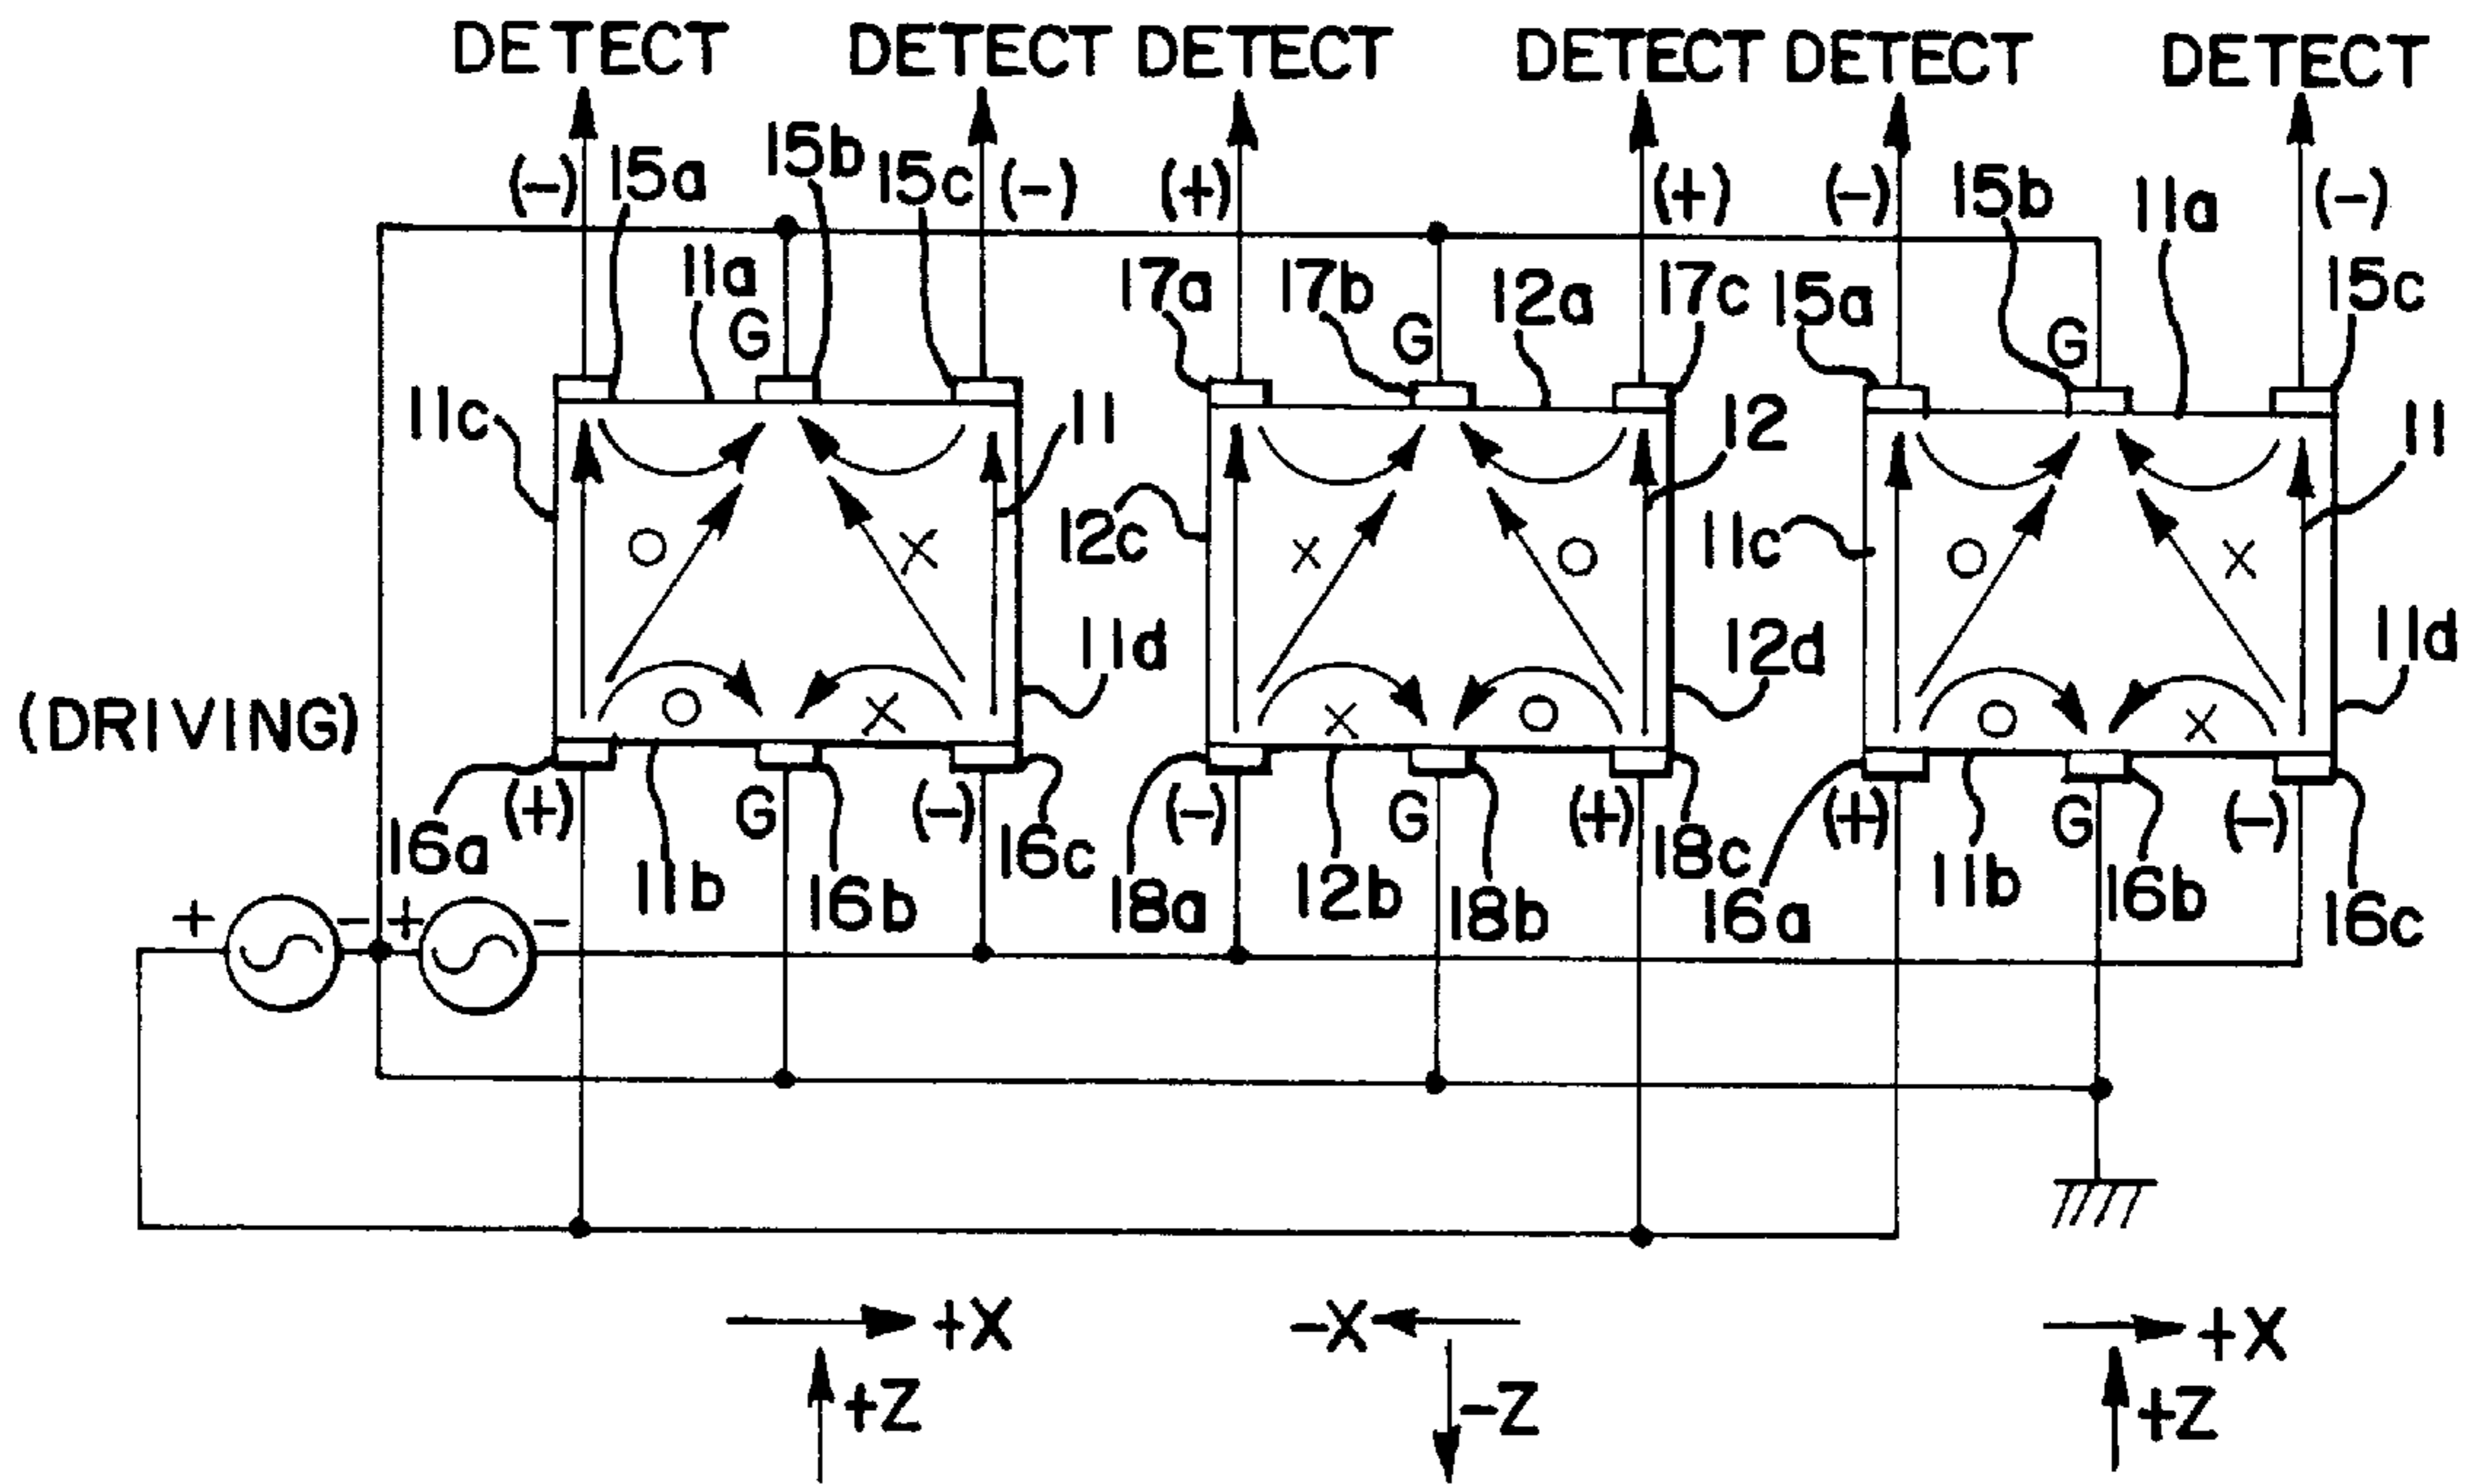 DETECT DETECT DETECT DETECT DETECT DETECT
(-) 15a 15b 15c (-) (+) (+) (-) 15b 11a (-)
11a G 17a 17b G 12a 17c 15a G 15c
11c 11 12 11
O X 12c X O 11c O X
11d 12d 11d
(DRIVING) O X X O O X
16a (+) G (-) 16c (-) G (+) 18c (+) G (-)
11b 16b 18a 12b 18b 16a 11b 16b 16c
+ - + -
+X -X +X
+Z -Z +Z